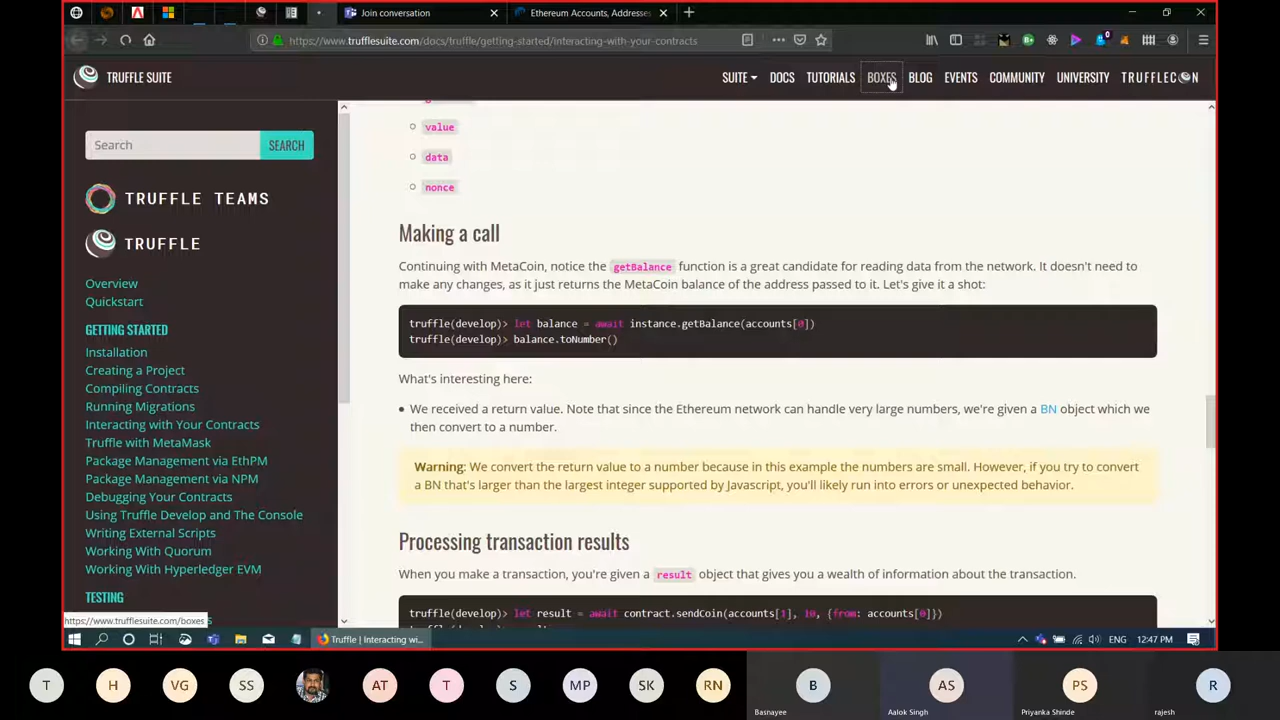 Join conversation
Ethereum Accounts, Addresses
https://www.trufflesuite.com/docs/truffle/getting-started/interacting-with-your-contracts
TRUFFLE SUITE
SUITE DOCS TUTORIALS BOXES BLOG EVENTS COMMUNITY UNIVERSITY TRUFFLECON
Search SEARCH
TRUFFLE TEAMS
TRUFFLE
Overview
Quickstart
GETTING STARTED
Installation
Creating a Project
Compiling Contracts
Running Migrations
Interacting with Your Contracts
Truffle with MetaMask
Package Management via EthPM
Package Management via NPM
Debugging Your Contracts
Using Truffle Develop and The Console
Writing External Scripts
Working With Quorum
Working With Hyperledger EVM
TESTING
https://www.trufflesuite.com/boxes
value
data
nonce
Making a call
Continuing with MetaCoin, notice the getBalance function is a great candidate for reading data from the network. It doesn't need to
make any changes, as it just returns the MetaCoin balance of the address passed to it. Let's give it a shot:
truffle(develop)> let balance = await instance.getBalance(accounts[0])
truffle(develop)> balance.toNumber()
What's interesting here:
We received a return value. Note that since the Ethereum network can handle very large numbers, we're given a BN object which we
then convert to a number.
Warning: We convert the return value to a number because in this example the numbers are small. However, if you try to convert
a BN that's larger than the largest integer supported by Javascript, you'll likely run into errors or unexpected behavior.
Processing transaction results
When you make a transaction, you're given a result object that gives you a wealth of information about the transaction.
truffle(develop)> let result = await contract.sendCoin(accounts[1], 10, {from: accounts[0]})
Truffle | Interacting wi...
ENG 12:47 PM
T H VG SS AT T S MP SK RN B AS PS R
Basnayee Aalok Singh Priyanka Shinde rajesh